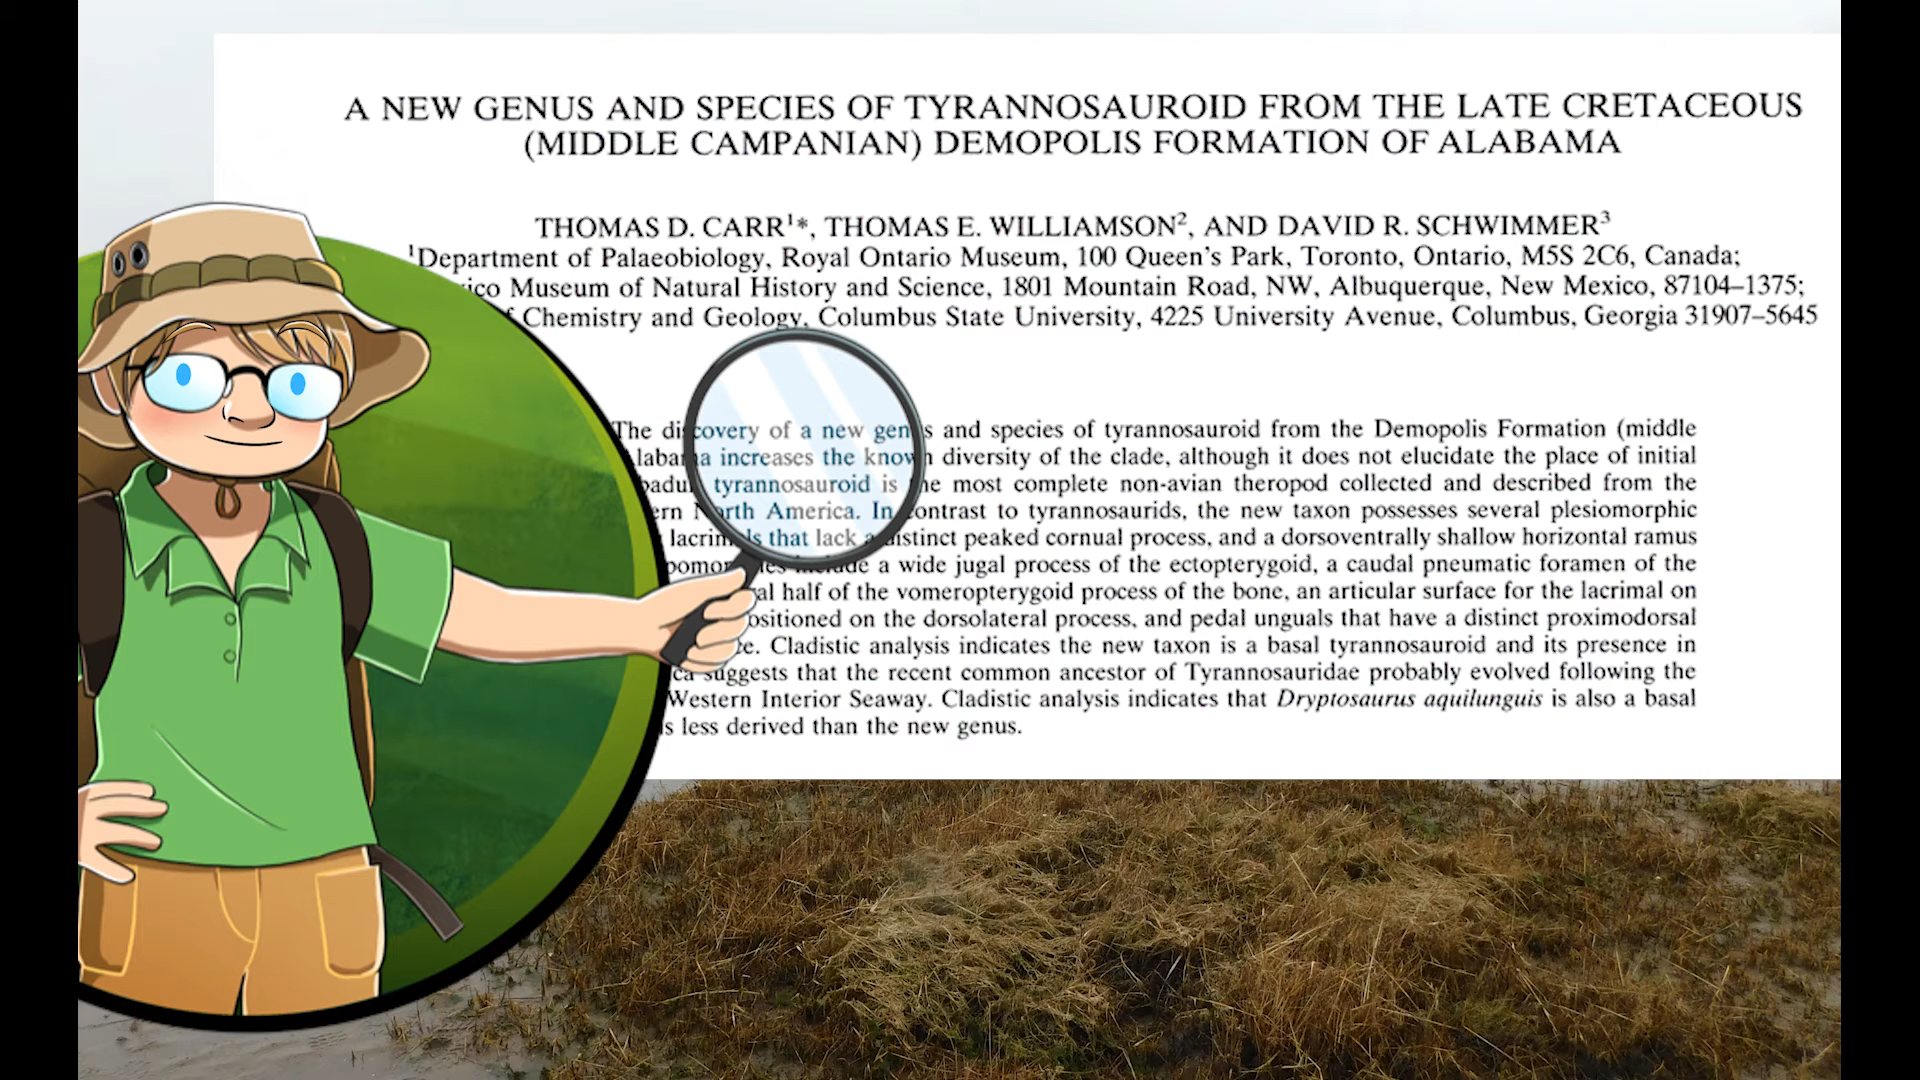 A NEW GENUS AND SPECIES OF TYRANNOSAUROID FROM THE LATE CRETACEOUS
(MIDDLE CAMPANIAN) DEMOPOLIS FORMATION OF ALABAMA
THOMAS D. CARR¹*, THOMAS E. WILLIAMSON², AND DAVID R. SCHWIMMER³
¹Department of Palaeobiology, Royal Ontario Museum, 100 Queen's Park, Toronto, Ontario, M5S 2C6, Canada;
Museum of Natural History and Science, 1801 Mountain Road, NW, Albuquerque, New Mexico, 87104–1375;
Chemistry and Geology, Columbus State University, 4225 University Avenue, Columbus, Georgia 31907–5645
The discovery of a new genus and species of tyrannosauroid from the Demopolis Formation (middle
increases the known diversity of the clade, although it does not elucidate the place of initial
tyrannosauroid is the most complete non-avian theropod collected and described from the
North America. In contrast to tyrannosaurids, the new taxon possesses several plesiomorphic
lacrimals that lack a distinct peaked cornual process, and a dorsoventrally shallow horizontal ramus
include a wide jugal process of the ectopterygoid, a caudal pneumatic foramen of the
half of the vomeropterygoid process of the bone, an articular surface for the lacrimal on
positioned on the dorsolateral process, and pedal unguals that have a distinct proximodorsal
Cladistic analysis indicates the new taxon is a basal tyrannosauroid and its presence in
suggests that the recent common ancestor of Tyrannosauridae probably evolved following the
Western Interior Seaway. Cladistic analysis indicates that Dryptosaurus aquilunguis is also a basal
is less derived than the new genus.